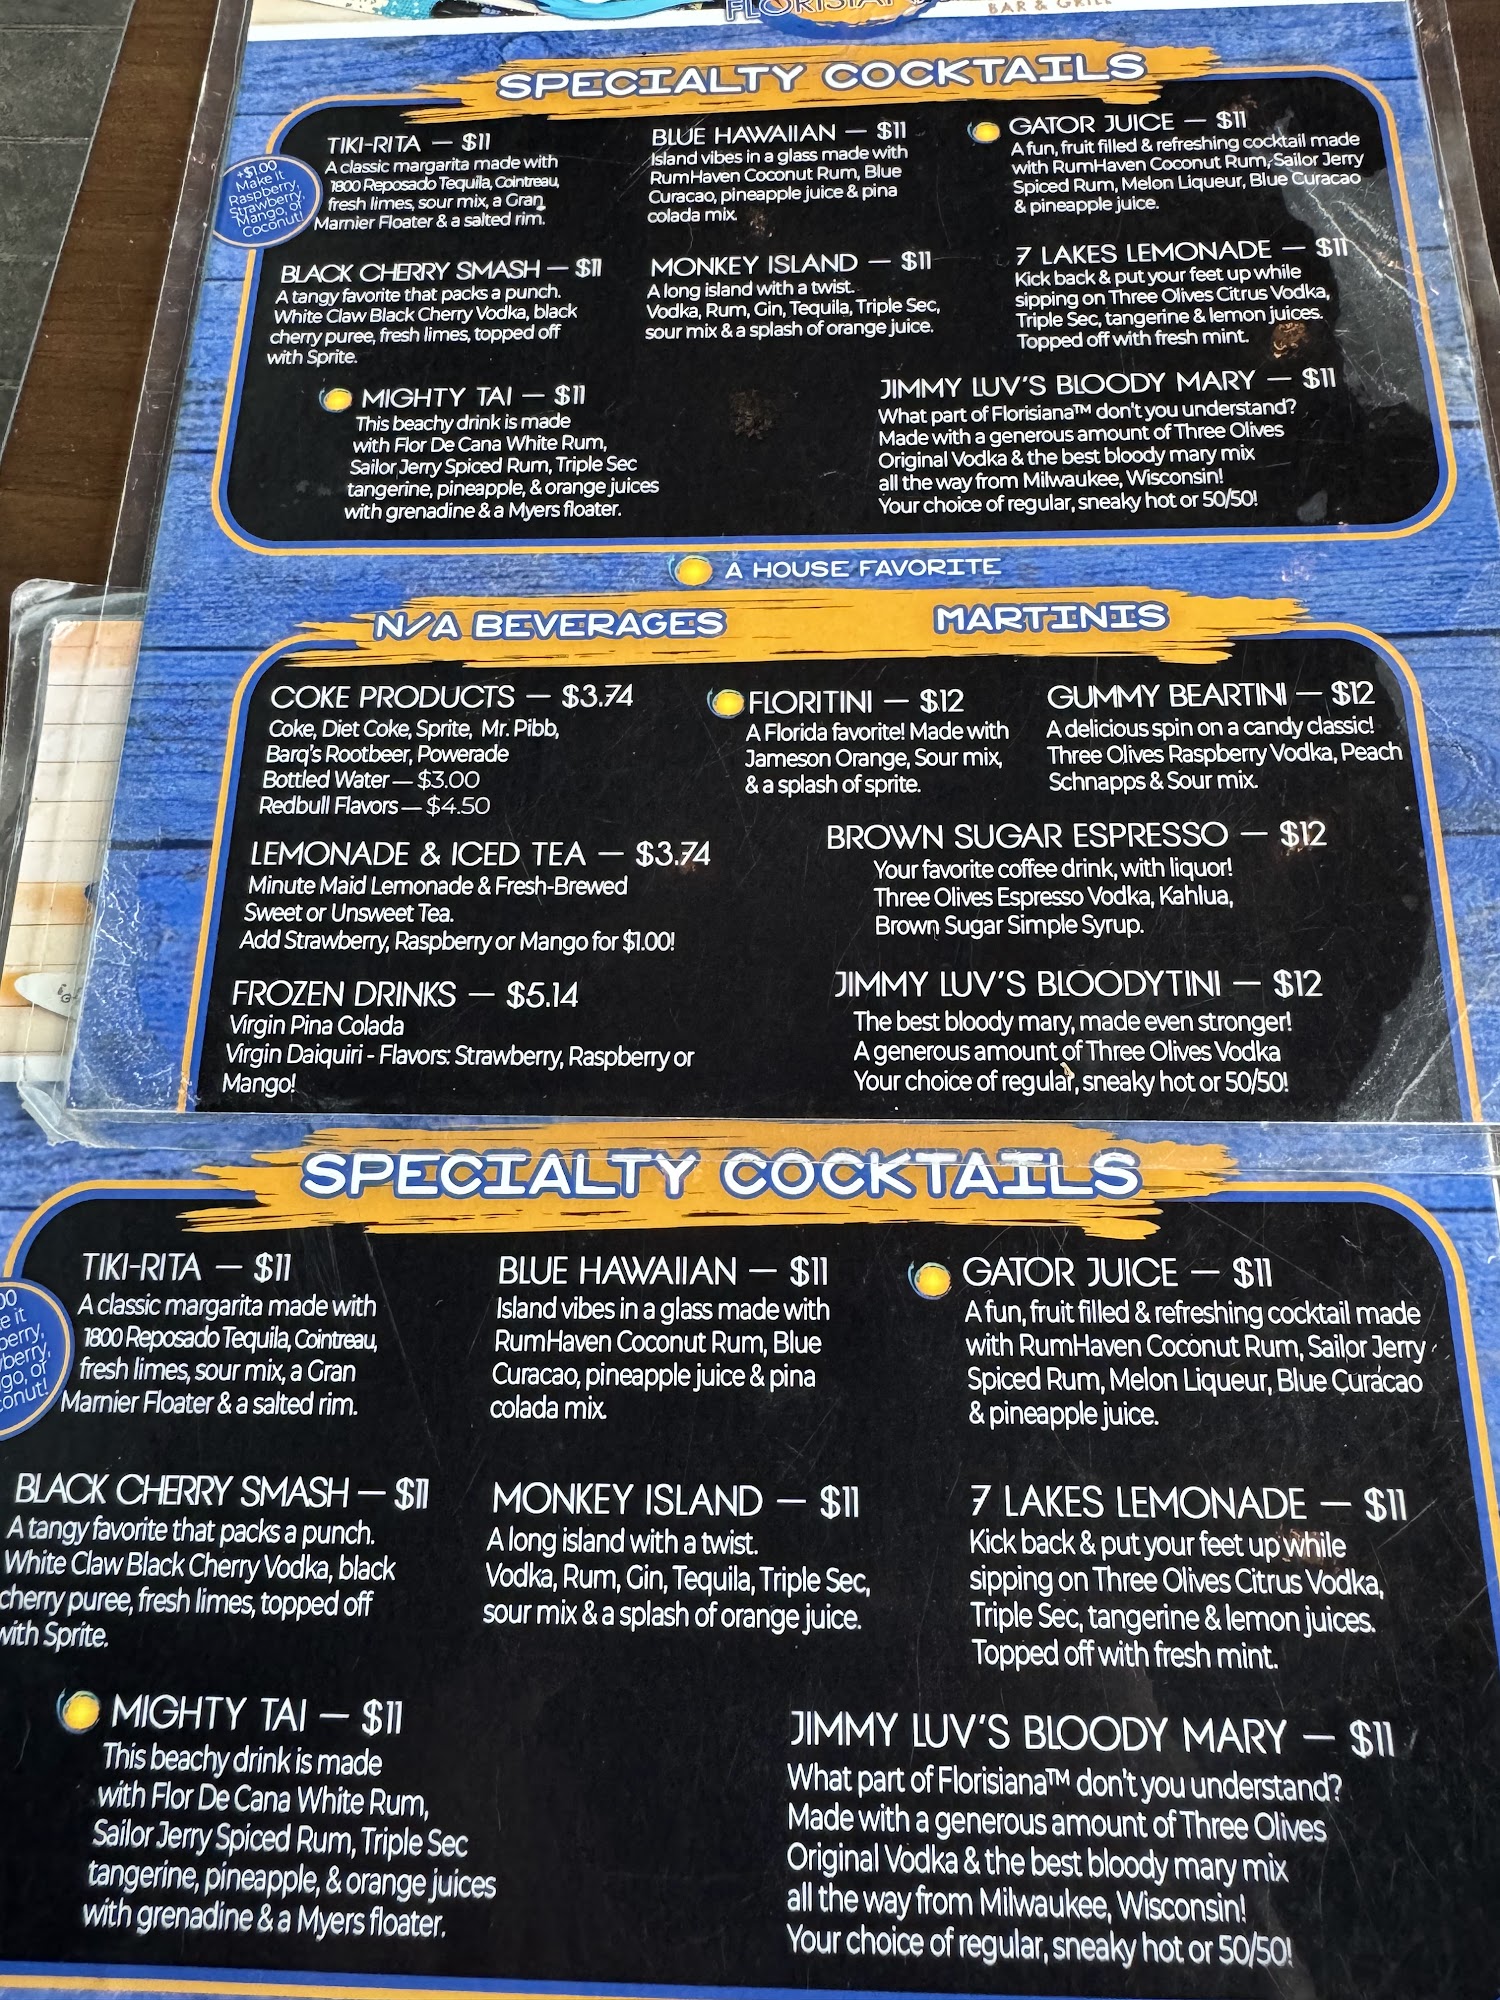 BAR & GRILL
SPECIALTY COCKTAILS
TIKI-RITA — $11
A classic margarita made with
1800 Reposado Tequila, Cointreau,
fresh limes, sour mix, a Gran
Marnier Floater & a salted rim.
+$1.00
Make It
Raspberry,
Strawberry,
Mango, or
Coconut!
BLUE HAWAIIAN — $11
Island vibes in a glass made with
RumHaven Coconut Rum, Blue
Curacao, pineapple juice & pina
colada mix.
GATOR JUICE — $11
A fun, fruit filled & refreshing cocktail made
with RumHaven Coconut Rum, Sailor Jerry
Spiced Rum, Melon Liqueur, Blue Curacao
& pineapple juice.
BLACK CHERRY SMASH — $11
A tangy favorite that packs a punch.
White Claw Black Cherry Vodka, black
cherry puree, fresh limes, topped off
with Sprite.
MONKEY ISLAND — $11
A long island with a twist.
Vodka, Rum, Gin, Tequila, Triple Sec,
sour mix & a splash of orange juice.
7 LAKES LEMONADE — $11
Kick back & put your feet up while
sipping on Three Olives Citrus Vodka,
Triple Sec, tangerine & lemon juices.
Topped off with fresh mint.
MIGHTY TAI — $11
This beachy drink is made
with Flor De Cana White Rum,
Sailor Jerry Spiced Rum, Triple Sec
tangerine, pineapple, & orange juices
with grenadine & a Myers floater.
JIMMY LUV'S BLOODY MARY — $11
What part of Florisiana™ don't you understand?
Made with a generous amount of Three Olives
Original Vodka & the best bloody mary mix
all the way from Milwaukee, Wisconsin!
Your choice of regular, sneaky hot or 50/50!
A HOUSE FAVORITE
N/A BEVERAGES
COKE PRODUCTS — $3.74
Coke, Diet Coke, Sprite, Mr. Pibb,
Barq's Rootbeer, Powerade
Bottled Water — $3.00
Redbull Flavors — $4.50
LEMONADE & ICED TEA — $3.74
Minute Maid Lemonade & Fresh-Brewed
Sweet or Unsweet Tea.
Add Strawberry, Raspberry or Mango for $1.00!
FROZEN DRINKS — $5.14
Virgin Pina Colada
Virgin Daiquiri - Flavors: Strawberry, Raspberry or
Mango!
MARTINIS
FLORITINI — $12
A Florida favorite! Made with
Jameson Orange, Sour mix,
& a splash of sprite.
GUMMY BEARTINI — $12
A delicious spin on a candy classic!
Three Olives Raspberry Vodka, Peach
Schnapps & Sour mix.
BROWN SUGAR ESPRESSO — $12
Your favorite coffee drink, with liquor!
Three Olives Espresso Vodka, Kahlua,
Brown Sugar Simple Syrup.
JIMMY LUV'S BLOODYTINI — $12
The best bloody mary, made even stronger!
A generous amount of Three Olives Vodka
Your choice of regular, sneaky hot or 50/50!
SPECIALTY COCKTAILS
TIKI-RITA — $11
A classic margarita made with
1800 Reposado Tequila, Cointreau,
fresh limes, sour mix, a Gran
Marnier Floater & a salted rim.
BLUE HAWAIIAN — $11
Island vibes in a glass made with
RumHaven Coconut Rum, Blue
Curacao, pineapple juice & pina
colada mix.
GATOR JUICE — $11
A fun, fruit filled & refreshing cocktail made
with RumHaven Coconut Rum, Sailor Jerry
Spiced Rum, Melon Liqueur, Blue Curacao
& pineapple juice.
BLACK CHERRY SMASH — $11
A tangy favorite that packs a punch.
White Claw Black Cherry Vodka, black
cherry puree, fresh limes, topped off
with Sprite.
MONKEY ISLAND — $11
A long island with a twist.
Vodka, Rum, Gin, Tequila, Triple Sec,
sour mix & a splash of orange juice.
7 LAKES LEMONADE — $11
Kick back & put your feet up while
sipping on Three Olives Citrus Vodka,
Triple Sec, tangerine & lemon juices.
Topped off with fresh mint.
MIGHTY TAI — $11
This beachy drink is made
with Flor De Cana White Rum,
Sailor Jerry Spiced Rum, Triple Sec
tangerine, pineapple, & orange juices
with grenadine & a Myers floater.
JIMMY LUV'S BLOODY MARY — $11
What part of Florisiana™ don't you understand?
Made with a generous amount of Three Olives
Original Vodka & the best bloody mary mix
all the way from Milwaukee, Wisconsin!
Your choice of regular, sneaky hot or 50/50!